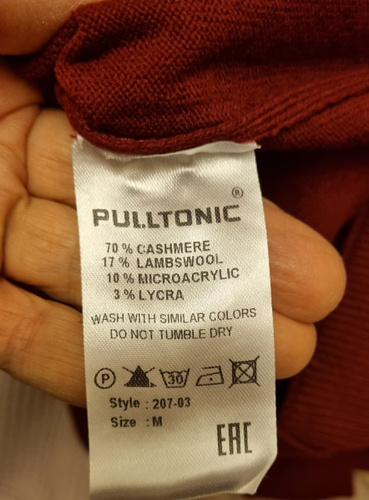 PULLTONIC ®
70 % CASHMERE
17 % LAMBSWOOL
10 % MICROACRYLIC
3 % LYCRA
WASH WITH SIMILAR COLORS
DO NOT TUMBLE DRY
P 30
Style : 207-03
Size : M
EAC